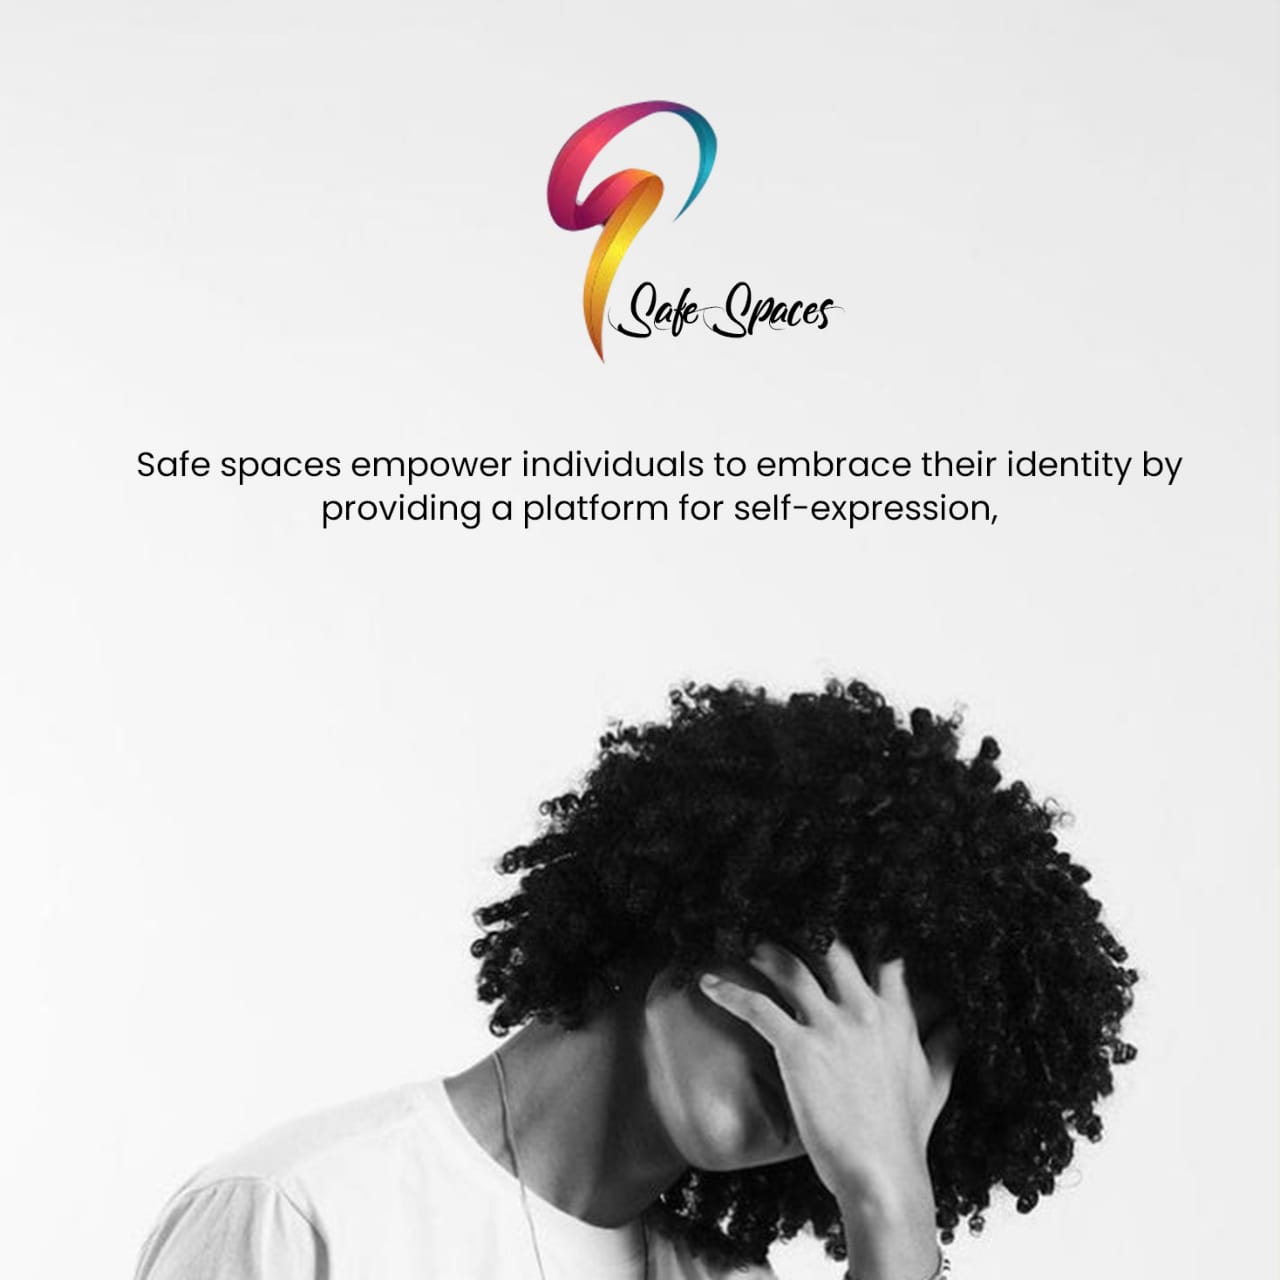 Safe Spaces
Safe spaces empower individuals to embrace their identity by
providing a platform for self-expression,